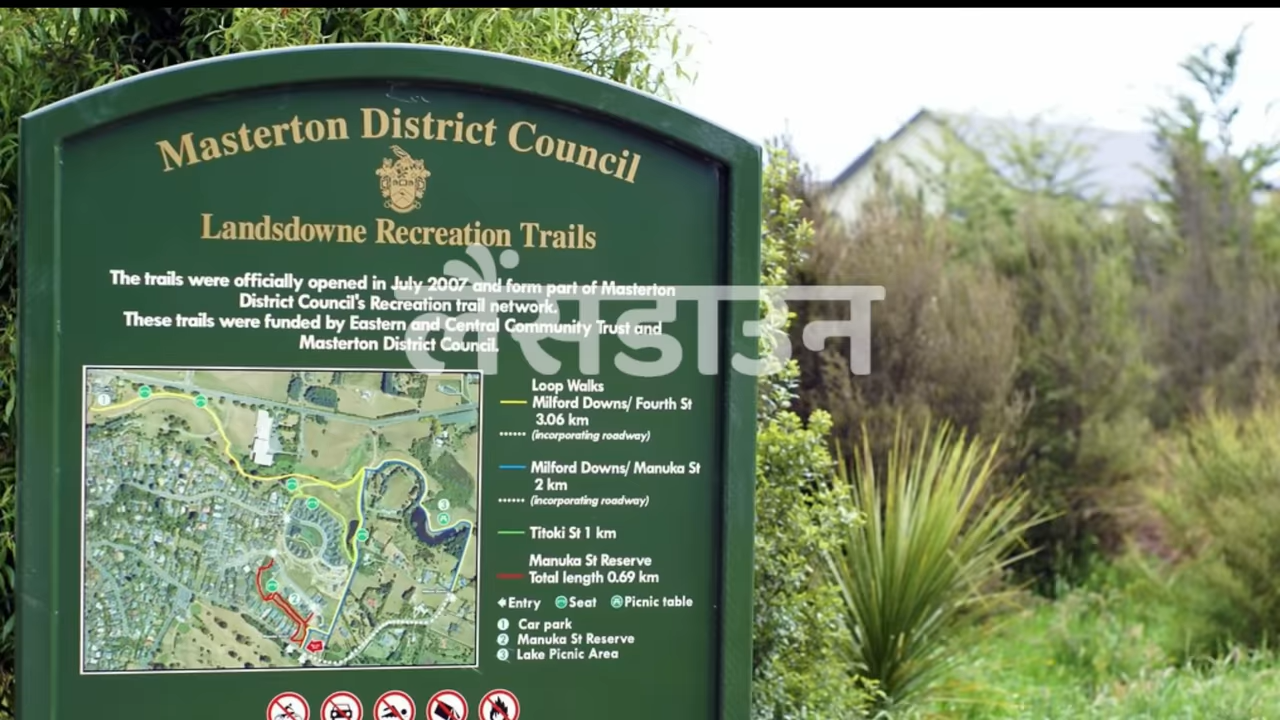 Masterton District Council
Landsdowne Recreation Trails
The trails were officially opened in July 2007 and form part of Masterton
District Council's Recreation trail network.
These trails were funded by Eastern and Central Community Trust and
Masterton District Council.
लैंसडाउन
Loop Walks
Milford Downs/ Fourth St
3.06 km
(incorporating roadway)
Milford Downs/ Manuka St
2 km
(incorporating roadway)
Titoki St 1 km
Manuka St Reserve
Total length 0.69 km
Entry Seat Picnic table
1 Car park
2 Manuka St Reserve
3 Lake Picnic Area